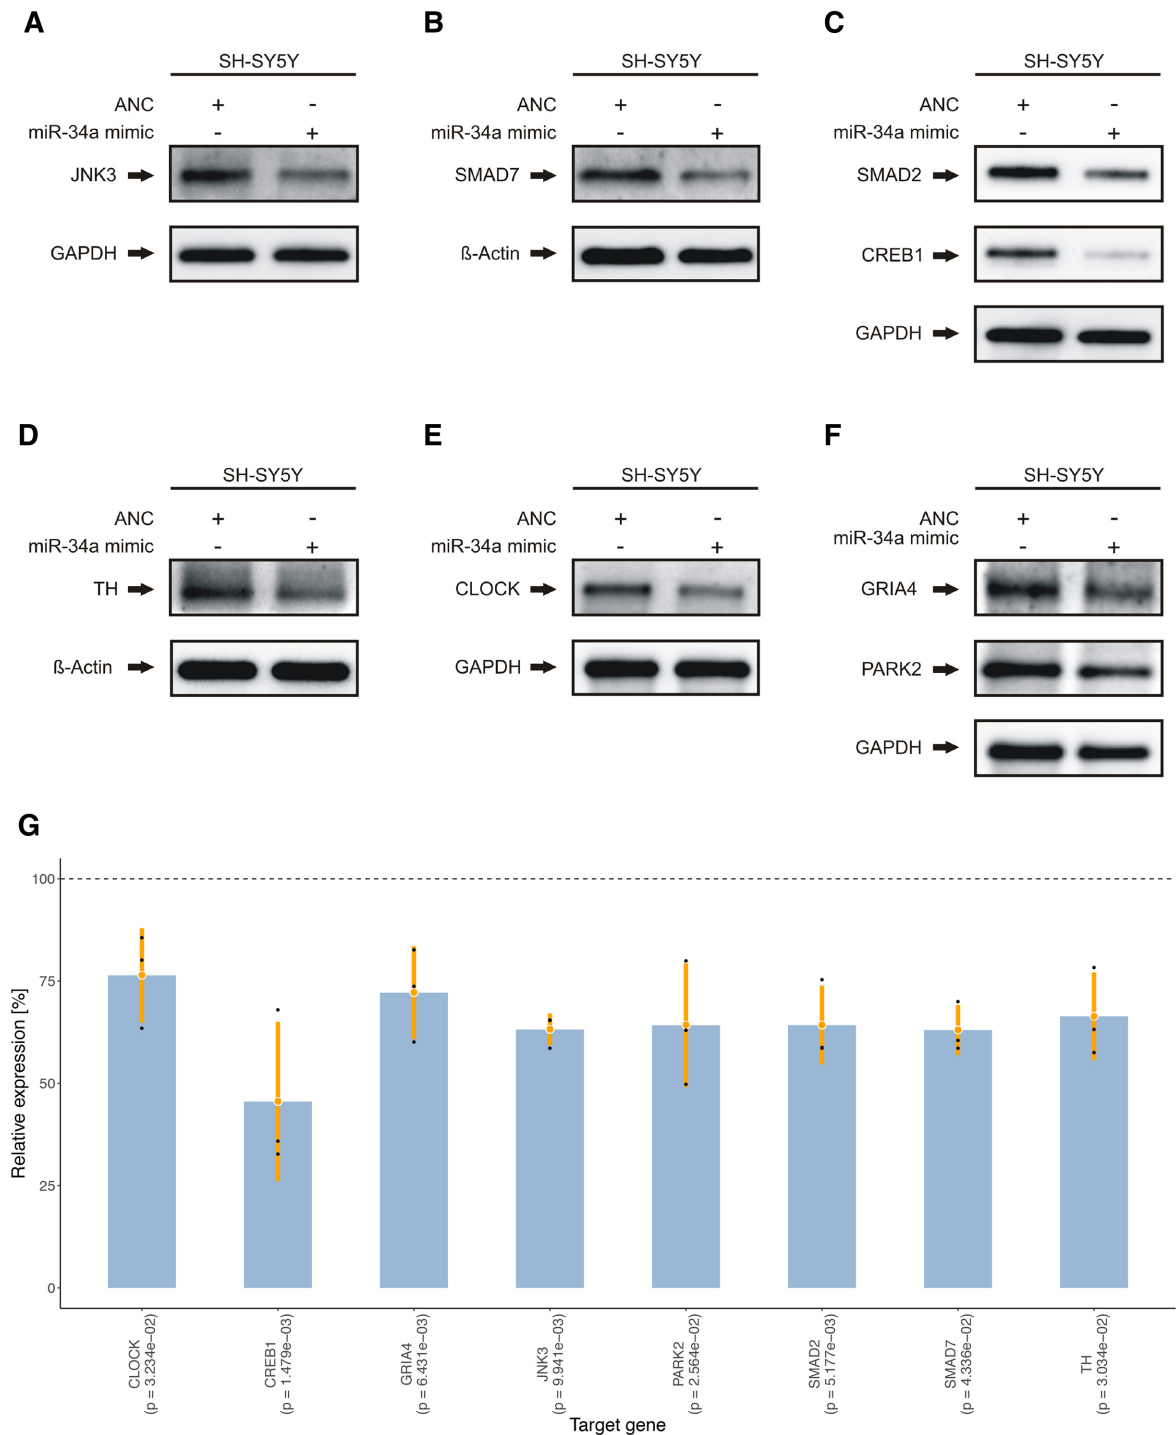 A
SH-SY5Y
ANC + -
miR-34a mimic - +
JNK3
GAPDH
B
SH-SY5Y
ANC + -
miR-34a mimic - +
SMAD7
ß-Actin
C
SH-SY5Y
ANC + -
miR-34a mimic - +
SMAD2
CREB1
GAPDH
D
SH-SY5Y
ANC + -
miR-34a mimic - +
TH
ß-Actin
E
SH-SY5Y
ANC + -
miR-34a mimic - +
CLOCK
GAPDH
F
SH-SY5Y
ANC + -
miR-34a mimic - +
GRIA4
PARK2
GAPDH
G
Relative expression [%]
100
75
50
25
0
CLOCK
(p = 3.234e−02)
CREB1
(p = 1.479e−03)
GRIA4
(p = 6.431e−03)
JNK3
(p = 9.941e−03)
PARK2
(p = 2.564e−02)
SMAD2
(p = 5.177e−03)
SMAD7
(p = 4.336e−02)
TH
(p = 3.034e−02)
Target gene